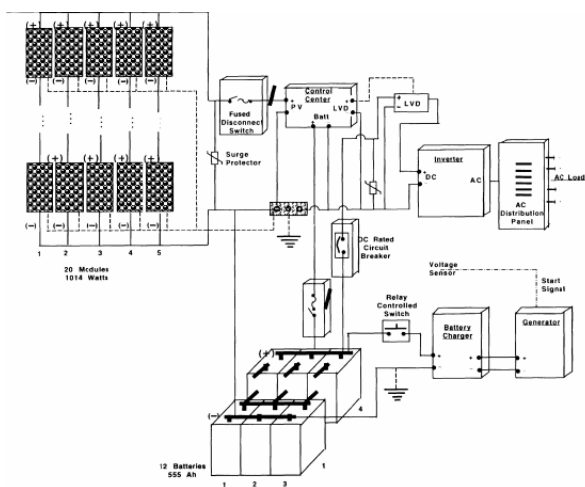 (+) (+) (+) (+) (+)
(-) (-) (-) (-) (-)
(+) (+) (+) (+) (+)
(-) (-) (-) (-) (-)
1 2 3 4 5
20 Modules
1014 Watts
Fused
Disconnect
Switch
Surge
Protector
Control
Center
+ PV
LVD +
Batt
+ -
LVD
Inverter
+ DC
-
AC
AC
Distribution
Panel
AC Load
DC Rated
Circuit
Breaker
Voltage
Sensor
Start
Signal
Relay
Controlled
Switch
Battery
Charger
+ +
- -
Generator
+
-
(+)
(-)
4
1
12 Batteries
555 Ah
1 2 3